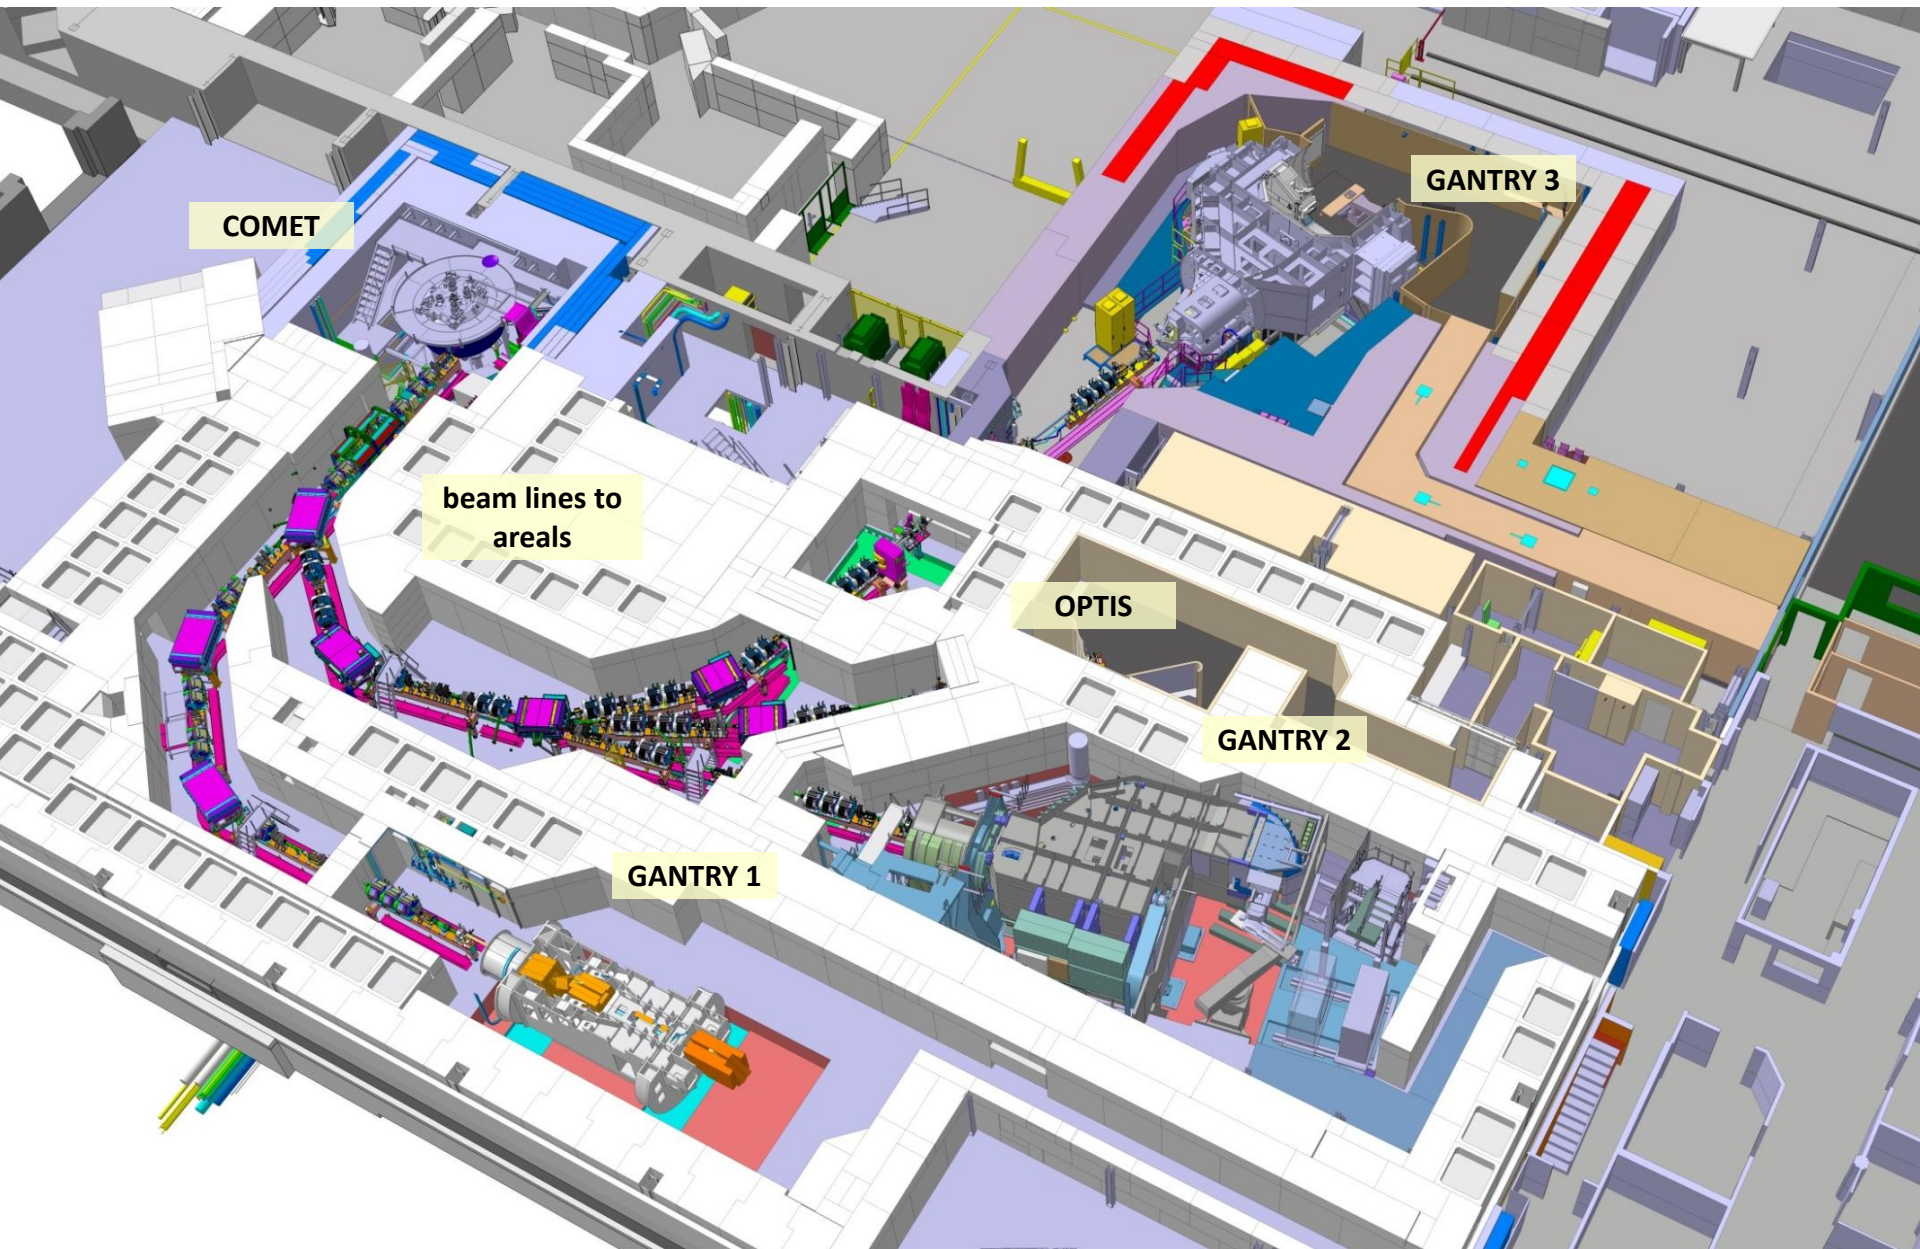 GANTRY 3
COMET
beam lines to
areals
OPTIS
GANTRY 2
GANTRY 1